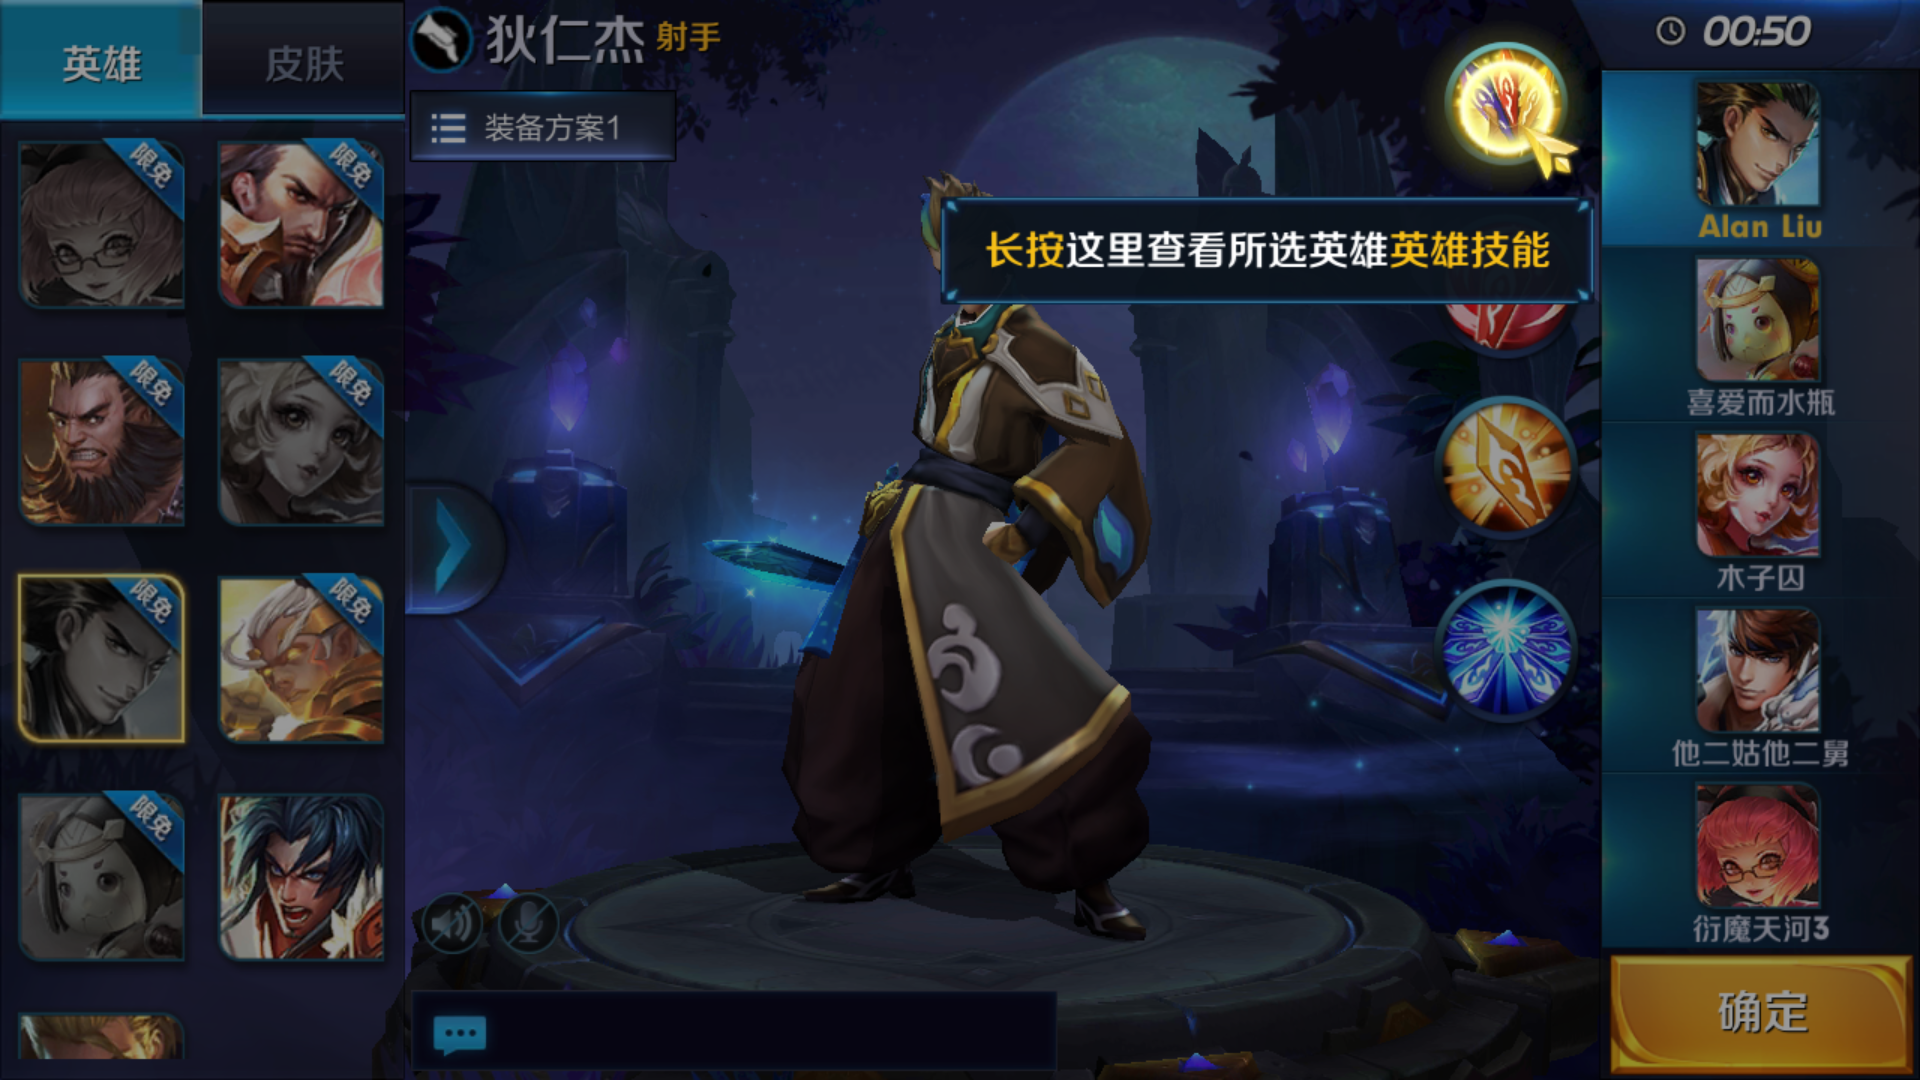 英雄
皮肤
限免
限免
限免
限免
限免
限免
限免
狄仁杰 射手
装备方案1
长按这里查看所选英雄英雄技能
00:50
Alan Liu
喜爱而水瓶
木子囚
他二姑他二舅
衍魔天河3
确定